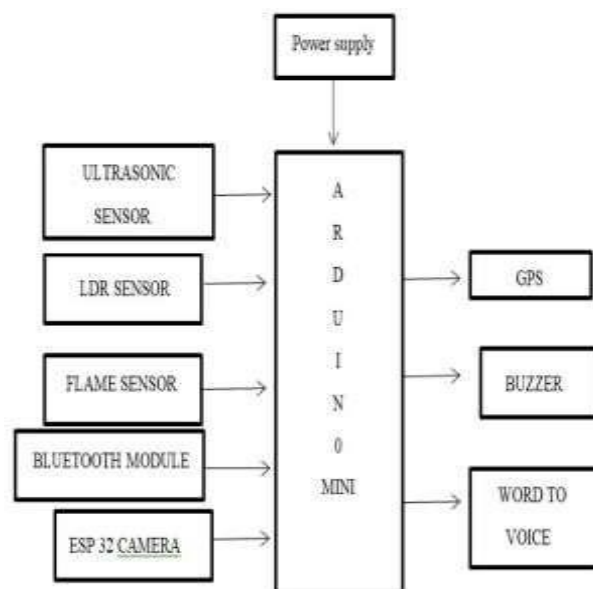 Power supply
ULTRASONIC
SENSOR
LDR SENSOR
FLAME SENSOR
BLUETOOTH MODULE
ESP 32 CAMERA
A
R
D
U
I
N
0
MINI
GPS
BUZZER
WORD TO
VOICE